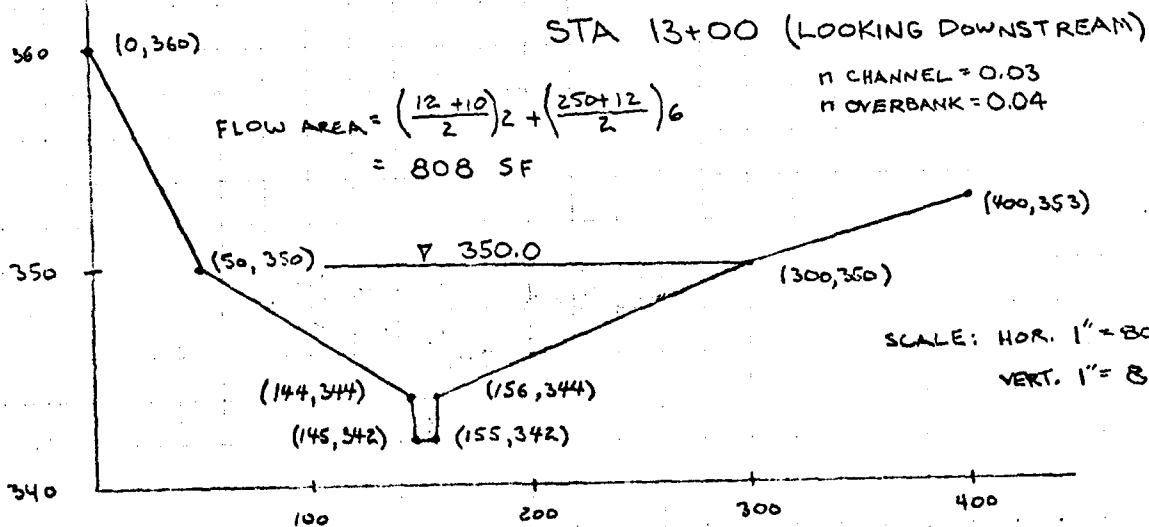 STA 13+00 (LOOKING DOWNSTREAM)
n CHANNEL = 0.03
n OVERBANK = 0.04
360
(0,360)
FLOW AREA = (12+10/2)2 + (250+12/2)6
= 808 SF
(400,353)
350
(50,350)
▽ 350.0
(300,350)
SCALE: HOR. 1" = 80
VERT. 1" = 8
(144,344)
(156,344)
(145,342)
(155,342)
340
100
200
300
400